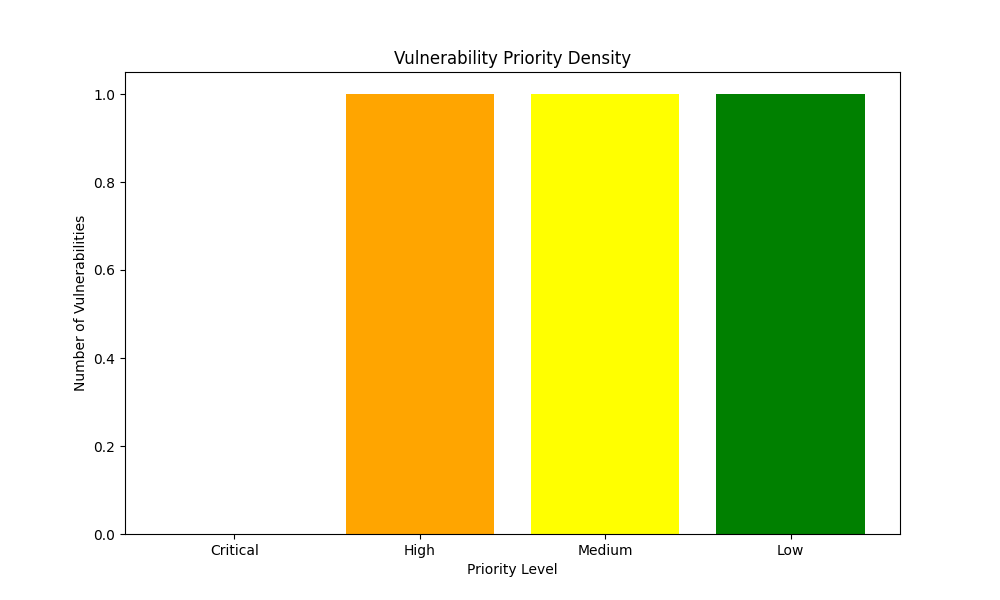 Vulnerability Priority Density
1.0
0.8
0.6
0.4
0.2
0.0
Number of Vulnerabilities
Critical High Medium Low
Priority Level